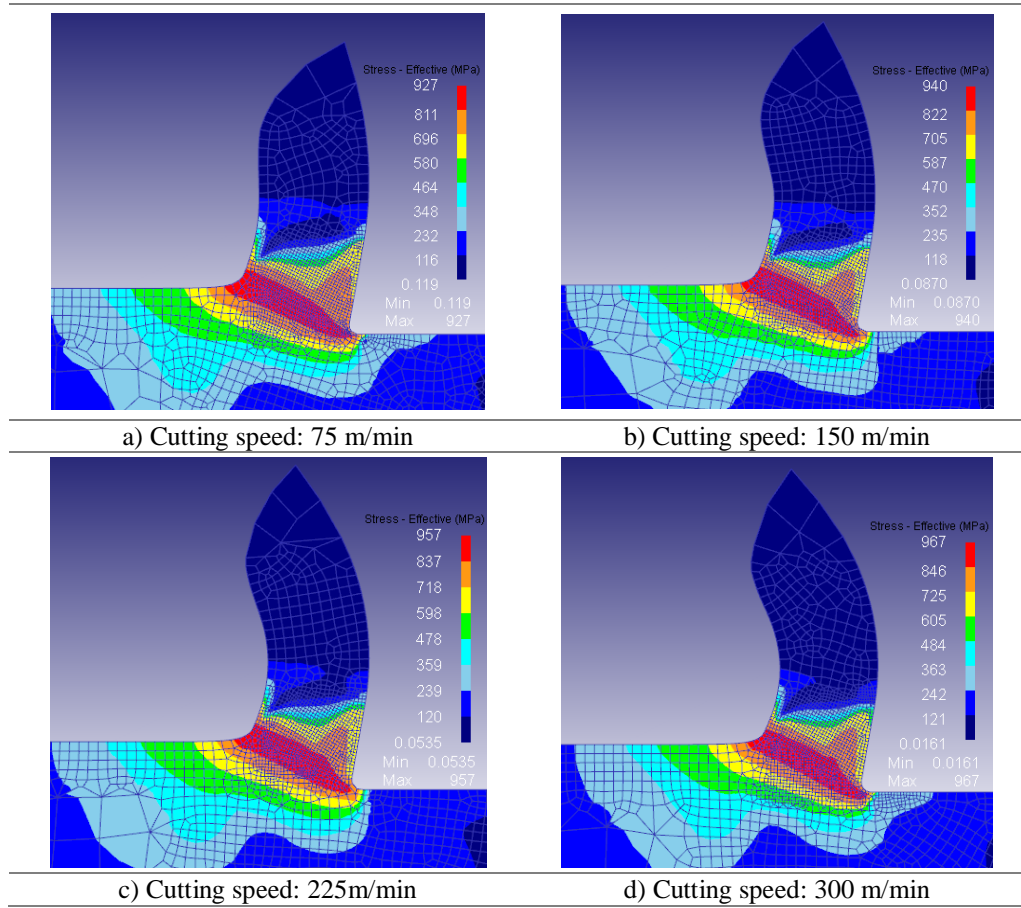 Stress - Effective (MPa)
927
811
696
580
464
348
232
116
0.119
Min 0.119
Max 927
Stress - Effective (MPa)
940
822
705
587
470
352
235
118
0.0870
Min 0.0870
Max 940
a) Cutting speed: 75 m/min
b) Cutting speed: 150 m/min
Stress - Effective (MPa)
957
837
718
598
478
359
239
120
0.0535
Min 0.0535
Max 957
Stress - Effective (MPa)
967
846
725
605
484
363
242
121
0.0161
Min 0.0161
Max 967
c) Cutting speed: 225m/min
d) Cutting speed: 300 m/min